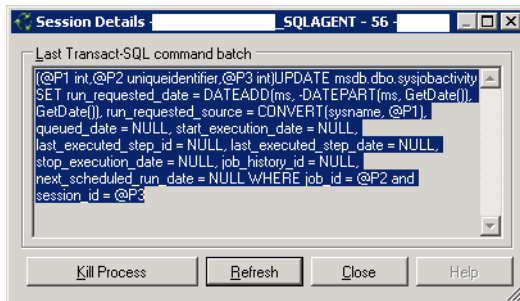 Session Details - _SQLAGENT - 56 -
Last Transact-SQL command batch
(@P1 int,@P2 uniqueidentifier,@P3 int)UPDATE msdb.dbo.sysjobactivity
SET run_requested_date = DATEADD(ms, -DATEPART(ms, GetDate()),
GetDate()), run_requested_source = CONVERT(sysname, @P1),
queued_date = NULL, start_execution_date = NULL,
last_executed_step_id = NULL, last_executed_step_date = NULL,
stop_execution_date = NULL, job_history_id = NULL,
next_scheduled_run_date = NULL WHERE job_id = @P2 and
session_id = @P3
Kill Process Refresh Close Help